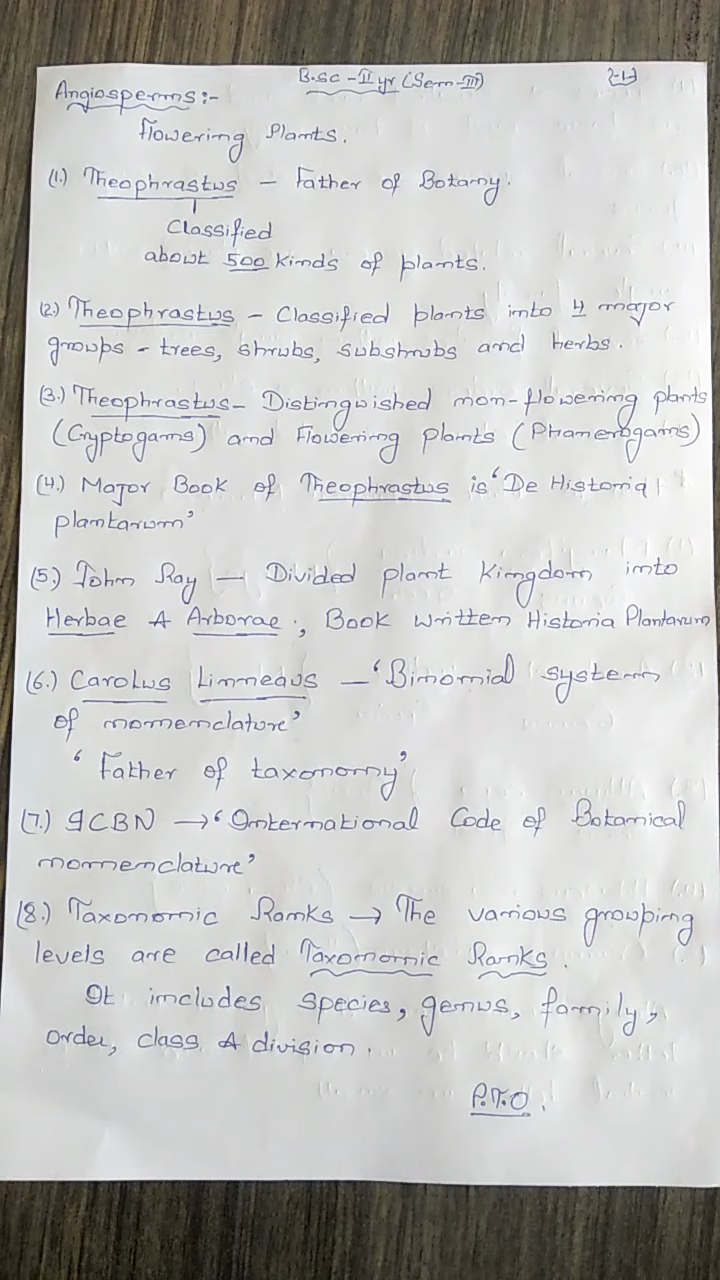 B.Sc - II yr (Sem-III)
Angiosperms :-
Flowering Plants.
(1.) Theophrastus - Father of Botany.
Classified
about 500 kinds of plants.
(2.) Theophrastus - Classified plants into 4 major
groups - trees, shrubs, subshrubs and herbs.
(3.) Theophrastus - Distinguished non-flowering plants
(Cryptogams) and Flowering plants (Phanerogams)
(4.) Major Book of Theophrastus is 'De Historia
plantarum'
(5.) John Ray - Divided plant Kingdom into
Herbae & Arborae ; Book written Historia Plantarum
(6.) Carolus Linneaus - 'Binomial system
of nomenclature'
'Father of taxonomy'
(7.) ICBN → 'International Code of Botanical
nomenclature'
(8.) Taxonomic Ranks → The various grouping
levels are called Taxonomic Ranks.
It includes species, genus, family,
order, class & division.
P.T.O.